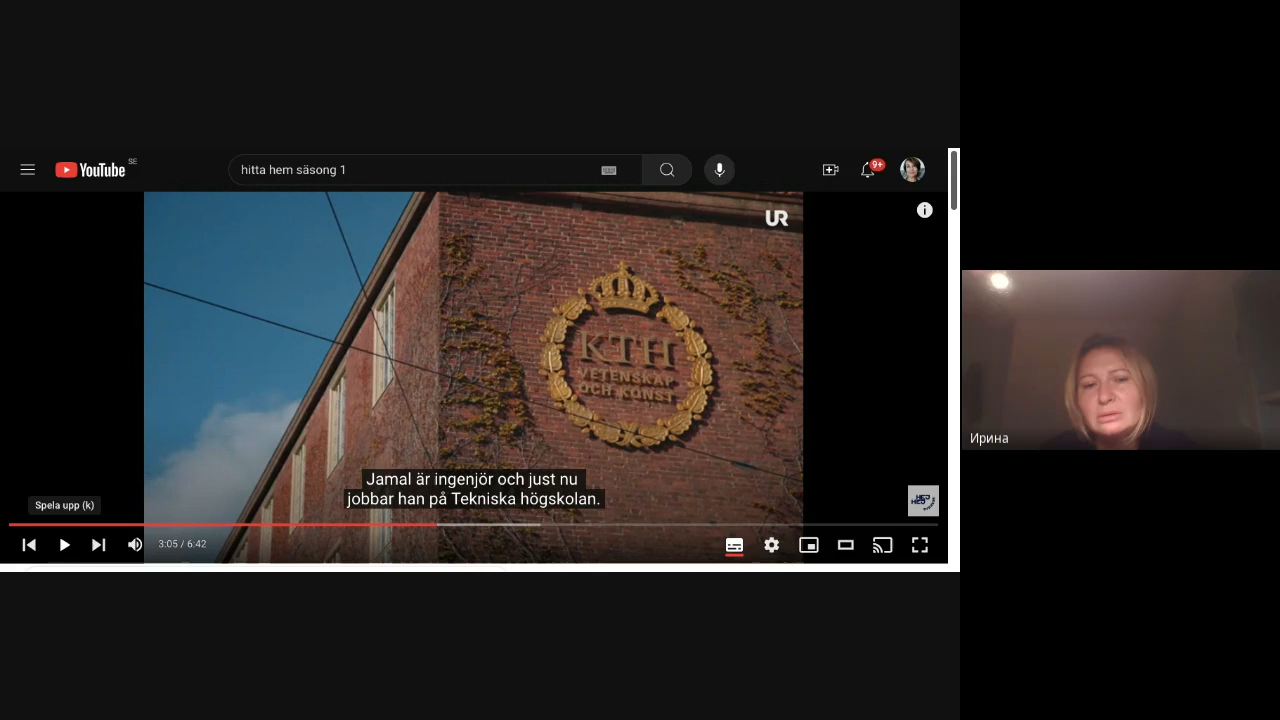 YouTube
SE
hitta hem säsong 1
9+
UR
KTH
VETENSKAP
OCH KONST
Jamal är ingenjör och just nu
jobbar han på Tekniska högskolan.
Spela upp (k)
3:05 / 6:42
Ирина